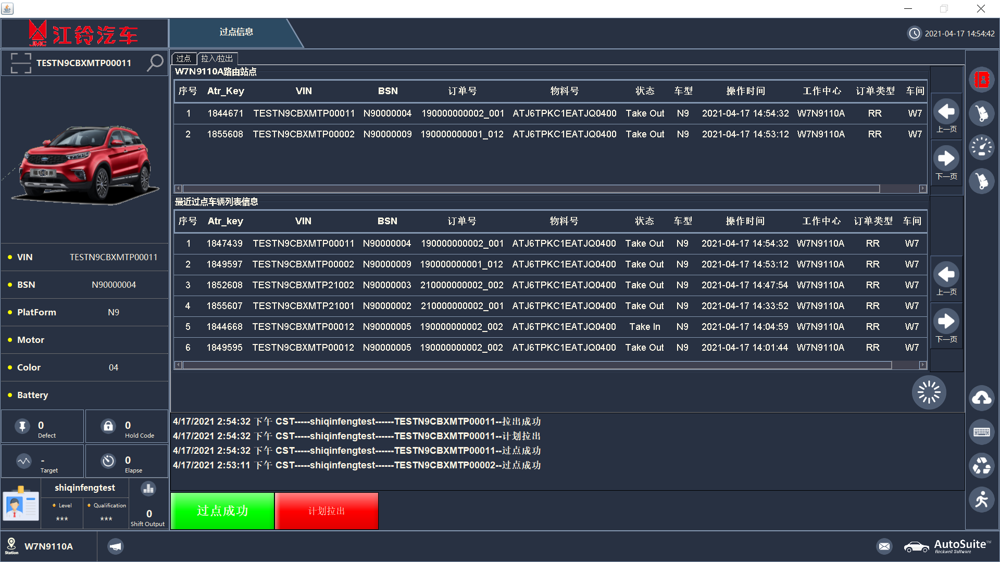 JMC 江铃汽车
过点信息
2021-04-17 14:54:42
TESTN9CBXMTP00011
过点 拉入/拉出
W7N9110A路由站点
序号 Atr_Key VIN BSN 订单号 物料号 状态 车型 操作时间 工作中心 订单类型 车间
1 1844671 TESTN9CBXMTP00011 N90000004 190000000002_001 ATJ6TPKC1EATJQ0400 Take Out N9 2021-04-17 14:54:32 W7N9110A RR W7
2 1855608 TESTN9CBXMTP00002 N90000009 190000000001_012 ATJ6TPKC1EATJQ0400 Take Out N9 2021-04-17 14:53:12 W7N9110A RR W7
上一页
下一页
最近过点车辆列表信息
序号 Atr_key VIN BSN 订单号 物料号 状态 车型 操作时间 工作中心 订单类型 车间
1 1847439 TESTN9CBXMTP00011 N90000004 190000000002_001 ATJ6TPKC1EATJQ0400 Take Out N9 2021-04-17 14:54:32 W7N9110A RR W7
2 1849597 TESTN9CBXMTP00002 N90000009 190000000001_012 ATJ6TPKC1EATJQ0400 Take Out N9 2021-04-17 14:53:12 W7N9110A RR W7
3 1852608 TESTN9CBXMTP21002 N90000003 210000000002_002 ATJ6TPKC1EATJQ0400 Take Out N9 2021-04-17 14:47:54 W7N9110A RR W7
4 1855607 TESTN9CBXMTP21001 N90000002 210000000002_001 ATJ6TPKC1EATJQ0400 Take Out N9 2021-04-17 14:33:52 W7N9110A RR W7
5 1844668 TESTN9CBXMTP00012 N90000005 190000000002_002 ATJ6TPKC1EATJQ0400 Take In N9 2021-04-17 14:04:59 W7N9110A RR W7
6 1849595 TESTN9CBXMTP00012 N90000005 190000000002_002 ATJ6TPKC1EATJQ0400 Take Out N9 2021-04-17 14:01:44 W7N9110A RR W7
上一页
下一页
VIN TESTN9CBXMTP00011
BSN N90000004
PlatForm N9
Motor
Color 04
Battery
0 Defect
0 Hold Code
- Target
0 Elapse
shiqinfengtest
Level ***
Qualification ***
0 Shift Output
4/17/2021 2:54:32 下午 CST-----shiqinfengtest------TESTN9CBXMTP00011--拉出成功
4/17/2021 2:54:32 下午 CST-----shiqinfengtest------TESTN9CBXMTP00011--计划拉出
4/17/2021 2:54:32 下午 CST-----shiqinfengtest------TESTN9CBXMTP00011--过点成功
4/17/2021 2:53:11 下午 CST-----shiqinfengtest------TESTN9CBXMTP00002--过点成功
过点成功 计划拉出
Station W7N9110A
AutoSuite™
Rockwell Software